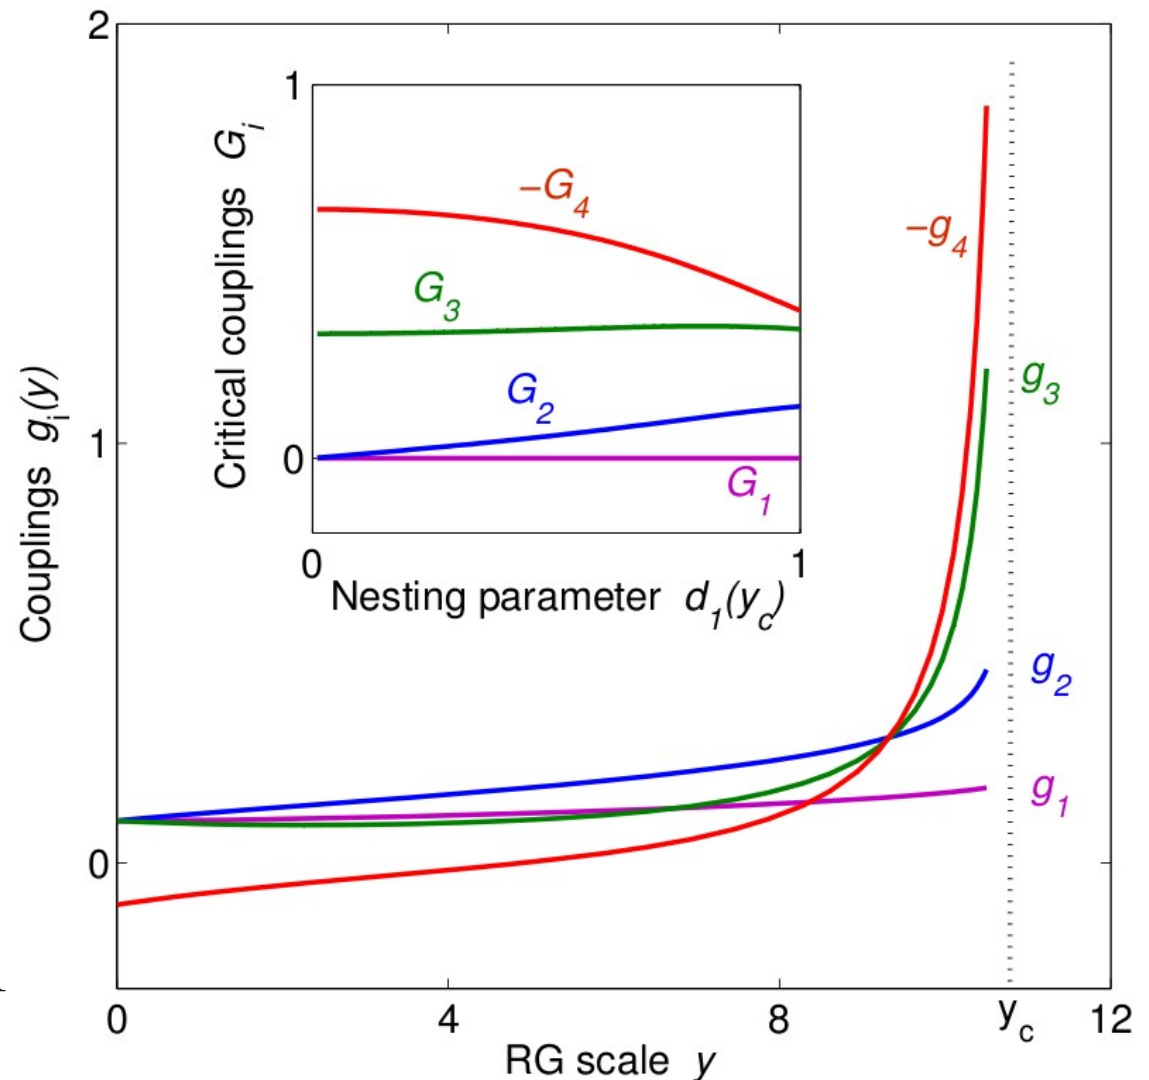 2
1
0
Couplings g_i(y)
0
4
8
y_c
12
RG scale y
–g_4
g_3
g_2
g_1
1
0
Critical couplings G_i
–G_4
G_3
G_2
G_1
0
1
Nesting parameter d_1(y_c)